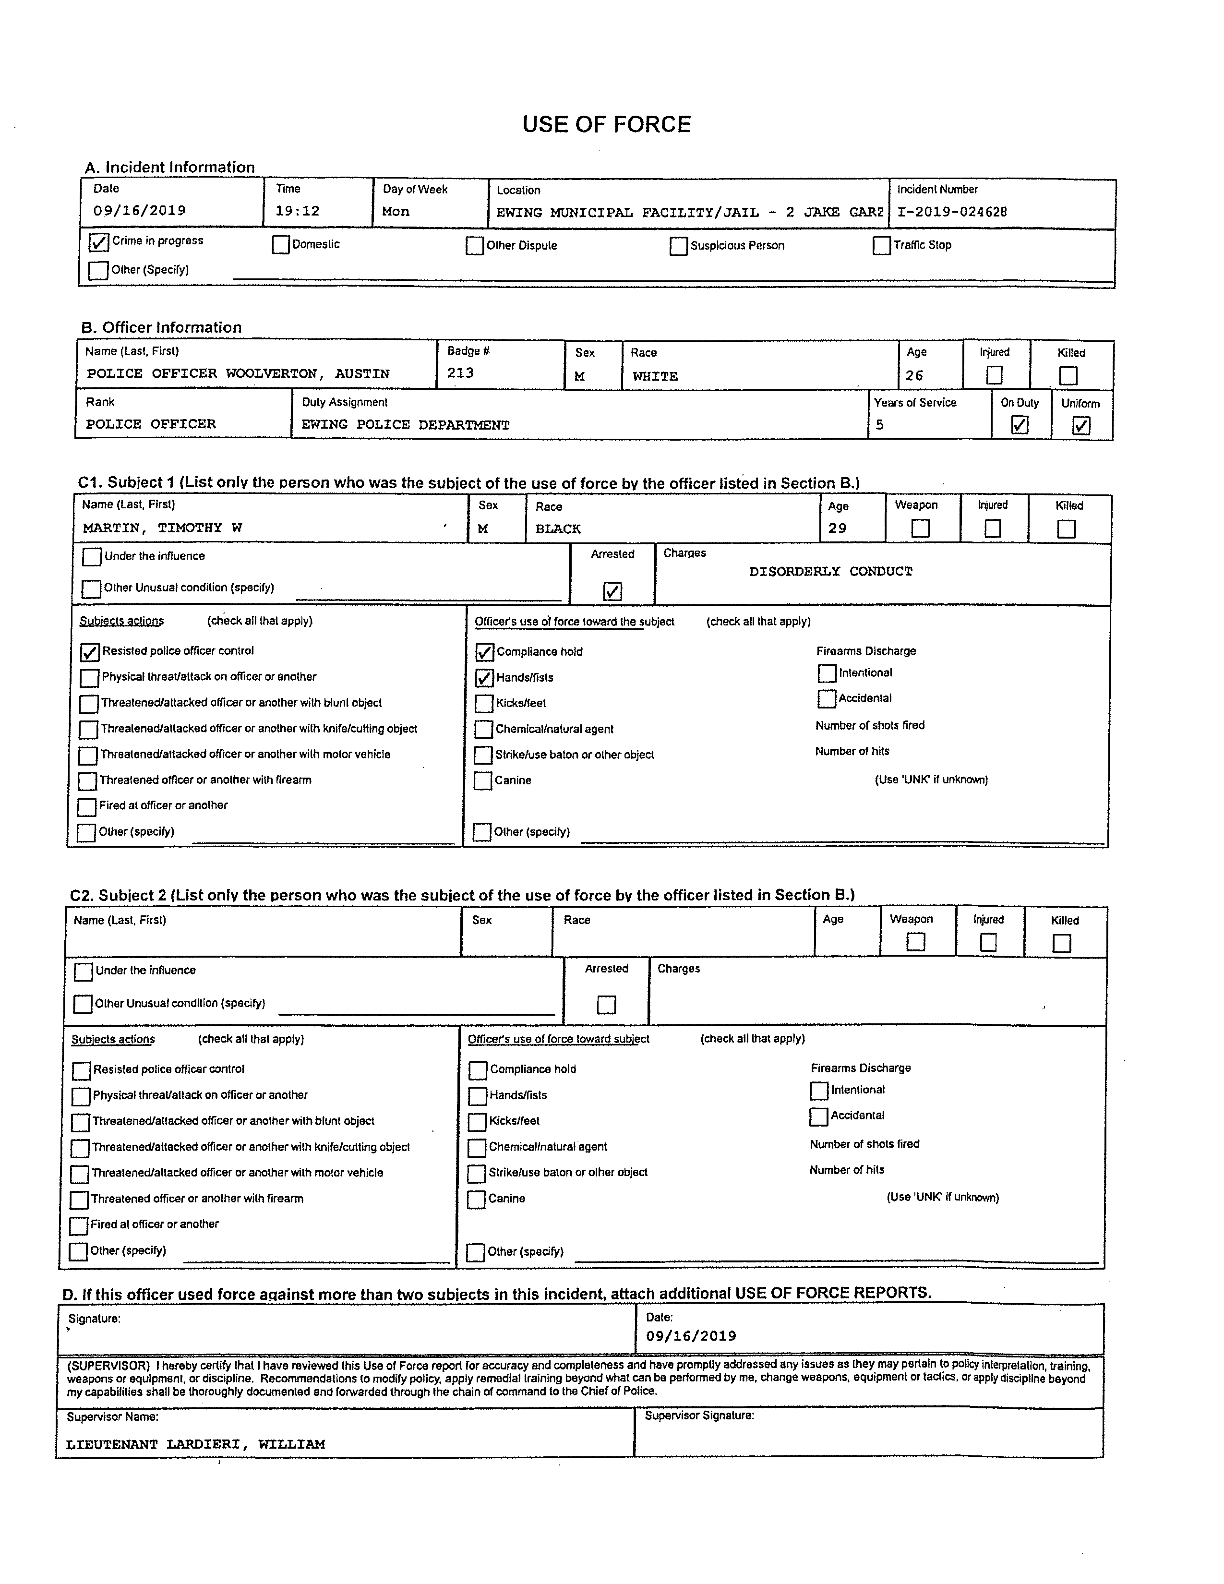 USE OF FORCE
A. Incident Information
Date Time Day of Week Location Incident Number
09/16/2019 19:12 Mon EWING MUNICIPAL FACILITY/JAIL - 2 JAKE GARZ I-2019-024628
Crime in progress Domestic Other Dispute Suspicious Person Traffic Stop
Other (Specify)
B. Officer Information
Name (Last, First) Badge # Sex Race Age Injured Killed
POLICE OFFICER WOOLVERTON, AUSTIN 213 M WHITE 26
Rank Duty Assignment Years of Service On Duty Uniform
POLICE OFFICER EWING POLICE DEPARTMENT 5
C1. Subject 1 (List only the person who was the subject of the use of force by the officer listed in Section B.)
Name (Last, First) Sex Race Age Weapon Injured Killed
MARTIN, TIMOTHY W M BLACK 29
Under the influence Arrested Charges
DISORDERLY CONDUCT
Other Unusual condition (specify)
Subjects actions (check all that apply) Officer's use of force toward the subject (check all that apply)
Resisted police officer control Compliance hold Firearms Discharge
Physical threat/attack on officer or another Hands/fists Intentional
Threatened/attacked officer or another with blunt object Kicks/feet Accidental
Threatened/attacked officer or another with knife/cutting object Chemical/natural agent Number of shots fired
Threatened/attacked officer or another with motor vehicle Strike/use baton or other object Number of hits
Threatened officer or another with firearm Canine (Use 'UNK' if unknown)
Fired at officer or another
Other (specify) Other (specify)
C2. Subject 2 (List only the person who was the subject of the use of force by the officer listed in Section B.)
Name (Last, First) Sex Race Age Weapon Injured Killed
Under the influence Arrested Charges
Other Unusual condition (specify)
Subjects actions (check all that apply) Officer's use of force toward subject (check all that apply)
Resisted police officer control Compliance hold Firearms Discharge
Physical threat/attack on officer or another Hands/fists Intentional
Threatened/attacked officer or another with blunt object Kicks/feet Accidental
Threatened/attacked officer or another with knife/cutting object Chemical/natural agent Number of shots fired
Threatened/attacked officer or another with motor vehicle Strike/use baton or other object Number of hits
Threatened officer or another with firearm Canine (Use 'UNK' if unknown)
Fired at officer or another
Other (specify) Other (specify)
D. If this officer used force against more than two subjects in this incident, attach additional USE OF FORCE REPORTS.
Signature: Date:
09/16/2019
(SUPERVISOR) I hereby certify that I have reviewed this Use of Force report for accuracy and completeness and have promptly addressed any issues as they may pertain to policy interpretation, training,
weapons or equipment, or discipline. Recommendations to modify policy, apply remedial training beyond what can be performed by me, change weapons, equipment or tactics, or apply discipline beyond
my capabilities shall be thoroughly documented and forwarded through the chain of command to the Chief of Police.
Supervisor Name: Supervisor Signature:
LIEUTENANT LARDIERI, WILLIAM